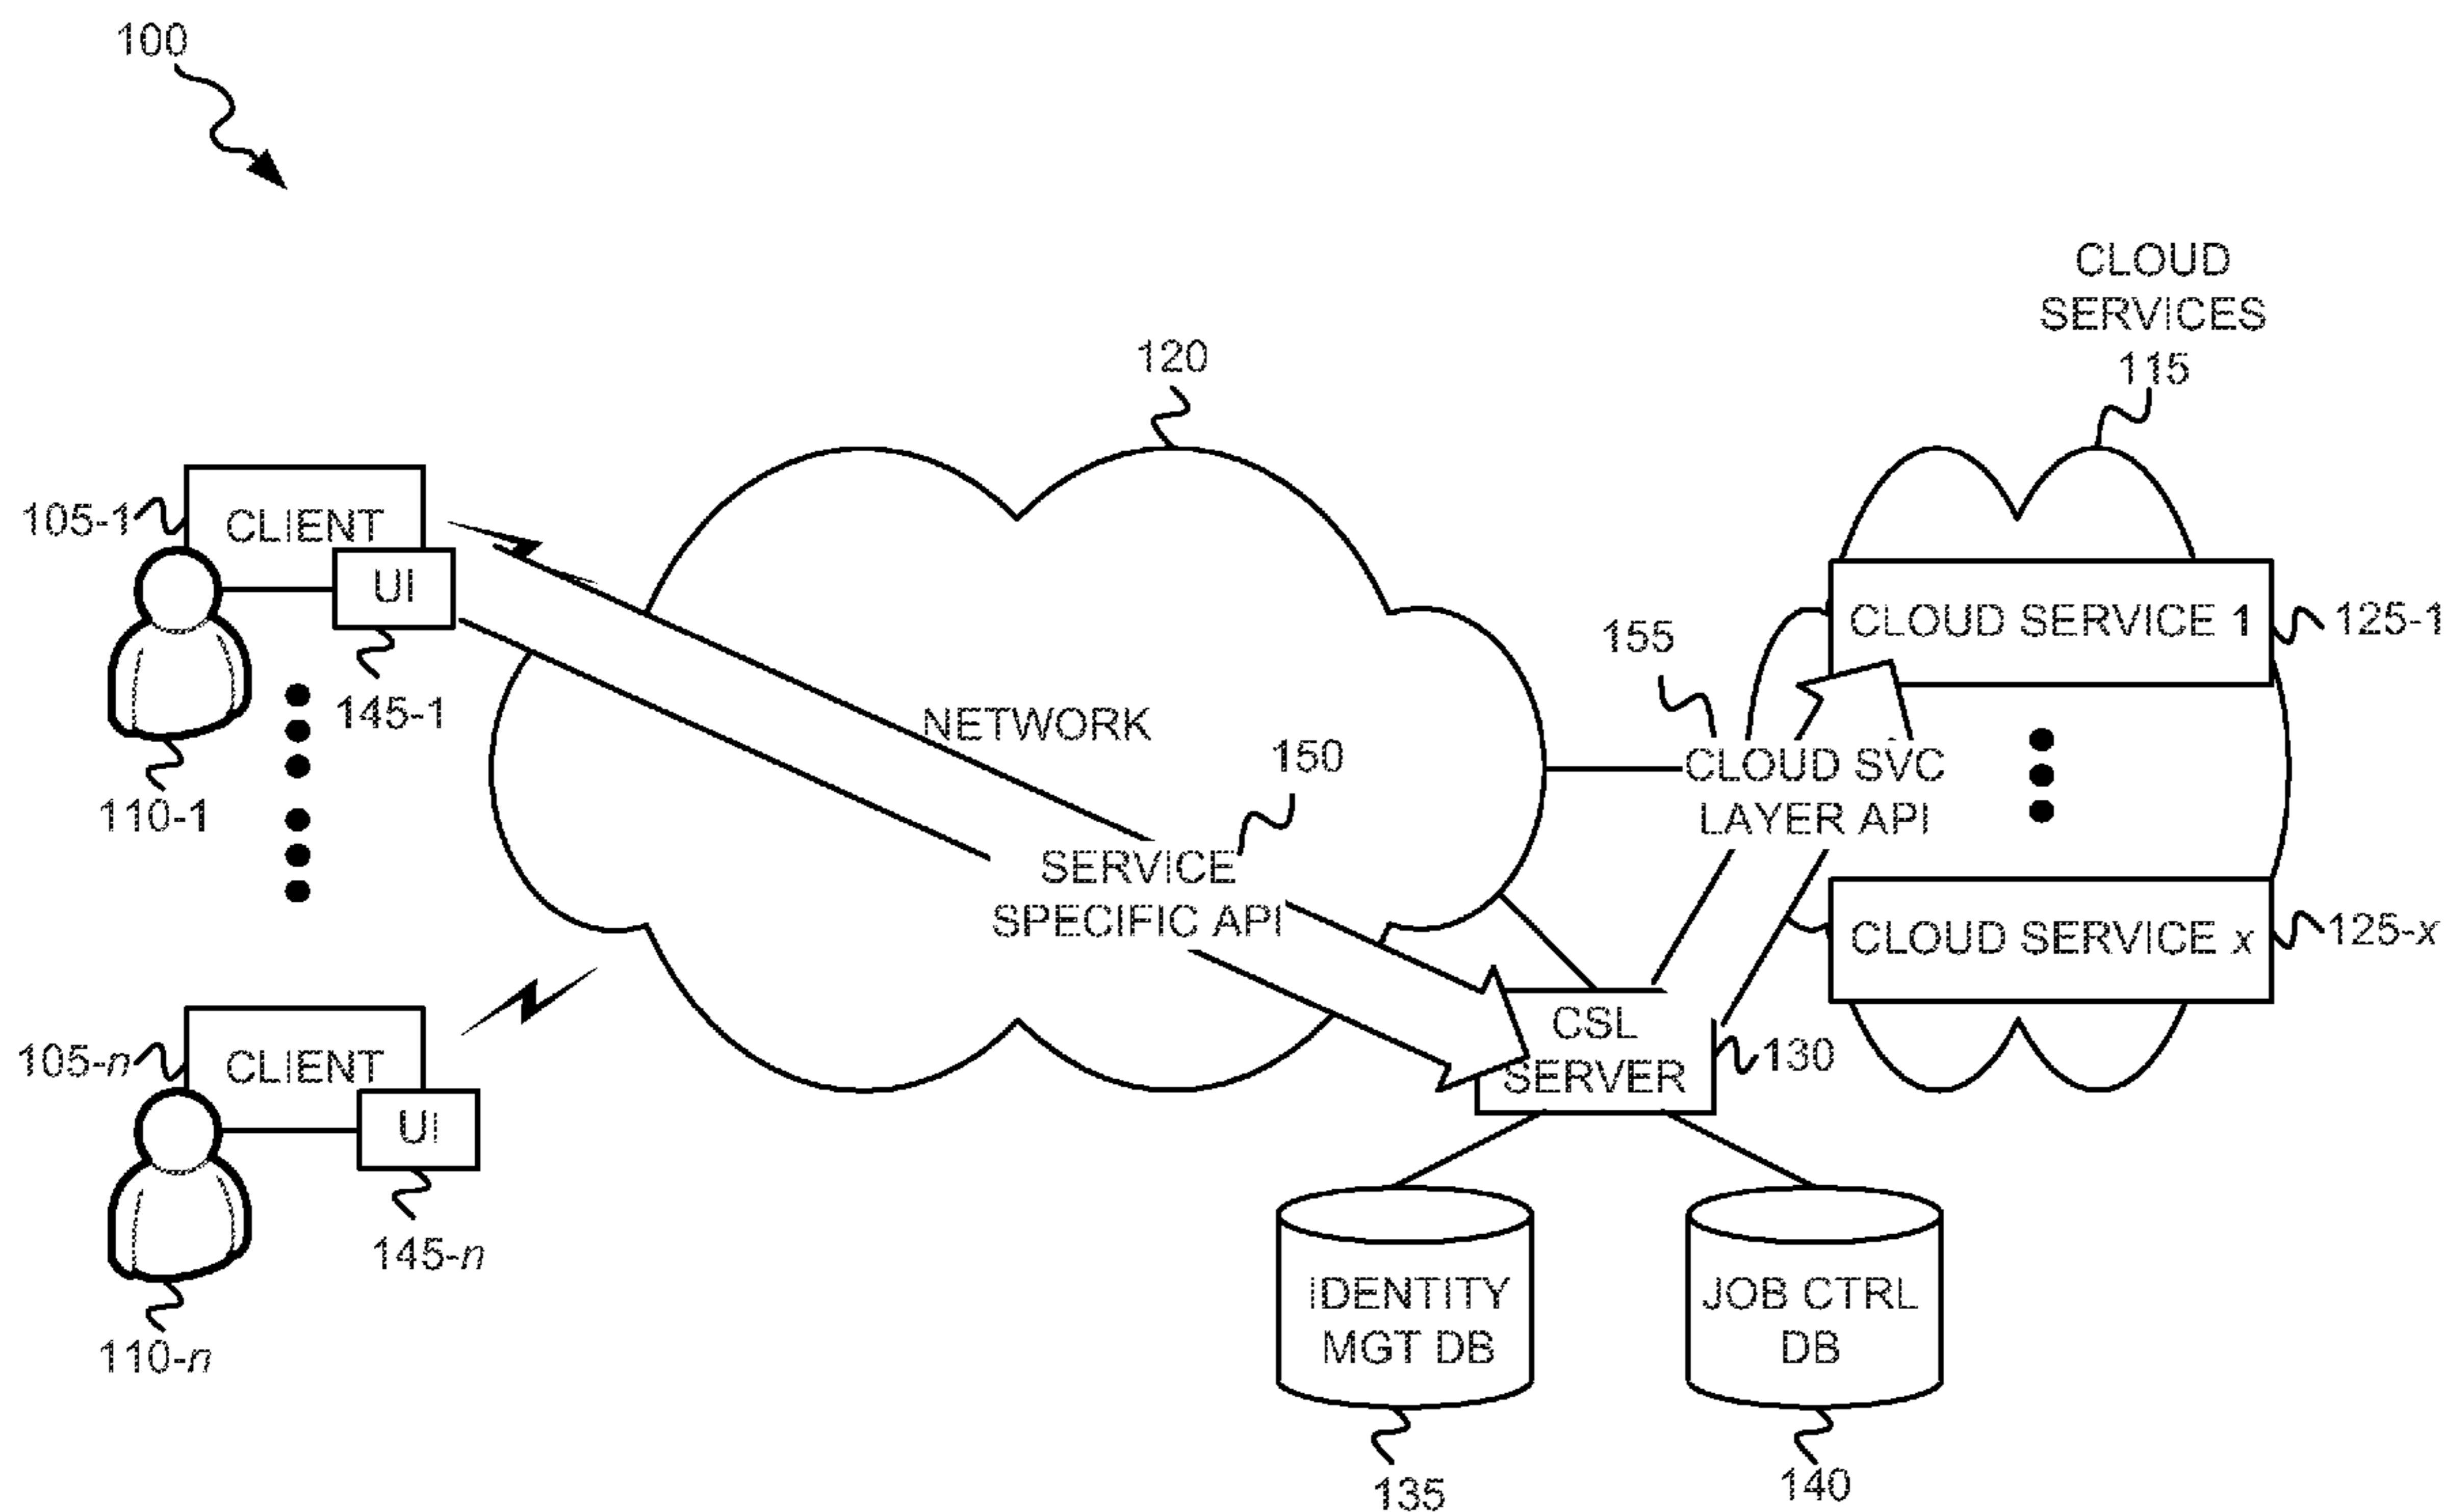 100
CLOUD
SERVICES
115
120
105-1
CLIENT
UI
145-1
110-1
NETWORK
150
SERVICE
SPECIFIC API
155
CLOUD SVC
LAYER API
CLOUD SERVICE 1
125-1
CLOUD SERVICE x
125-x
105-n
CLIENT
UI
145-n
110-n
CSL
SERVER
130
IDENTITY
MGT DB
135
JOB CTRL
DB
140